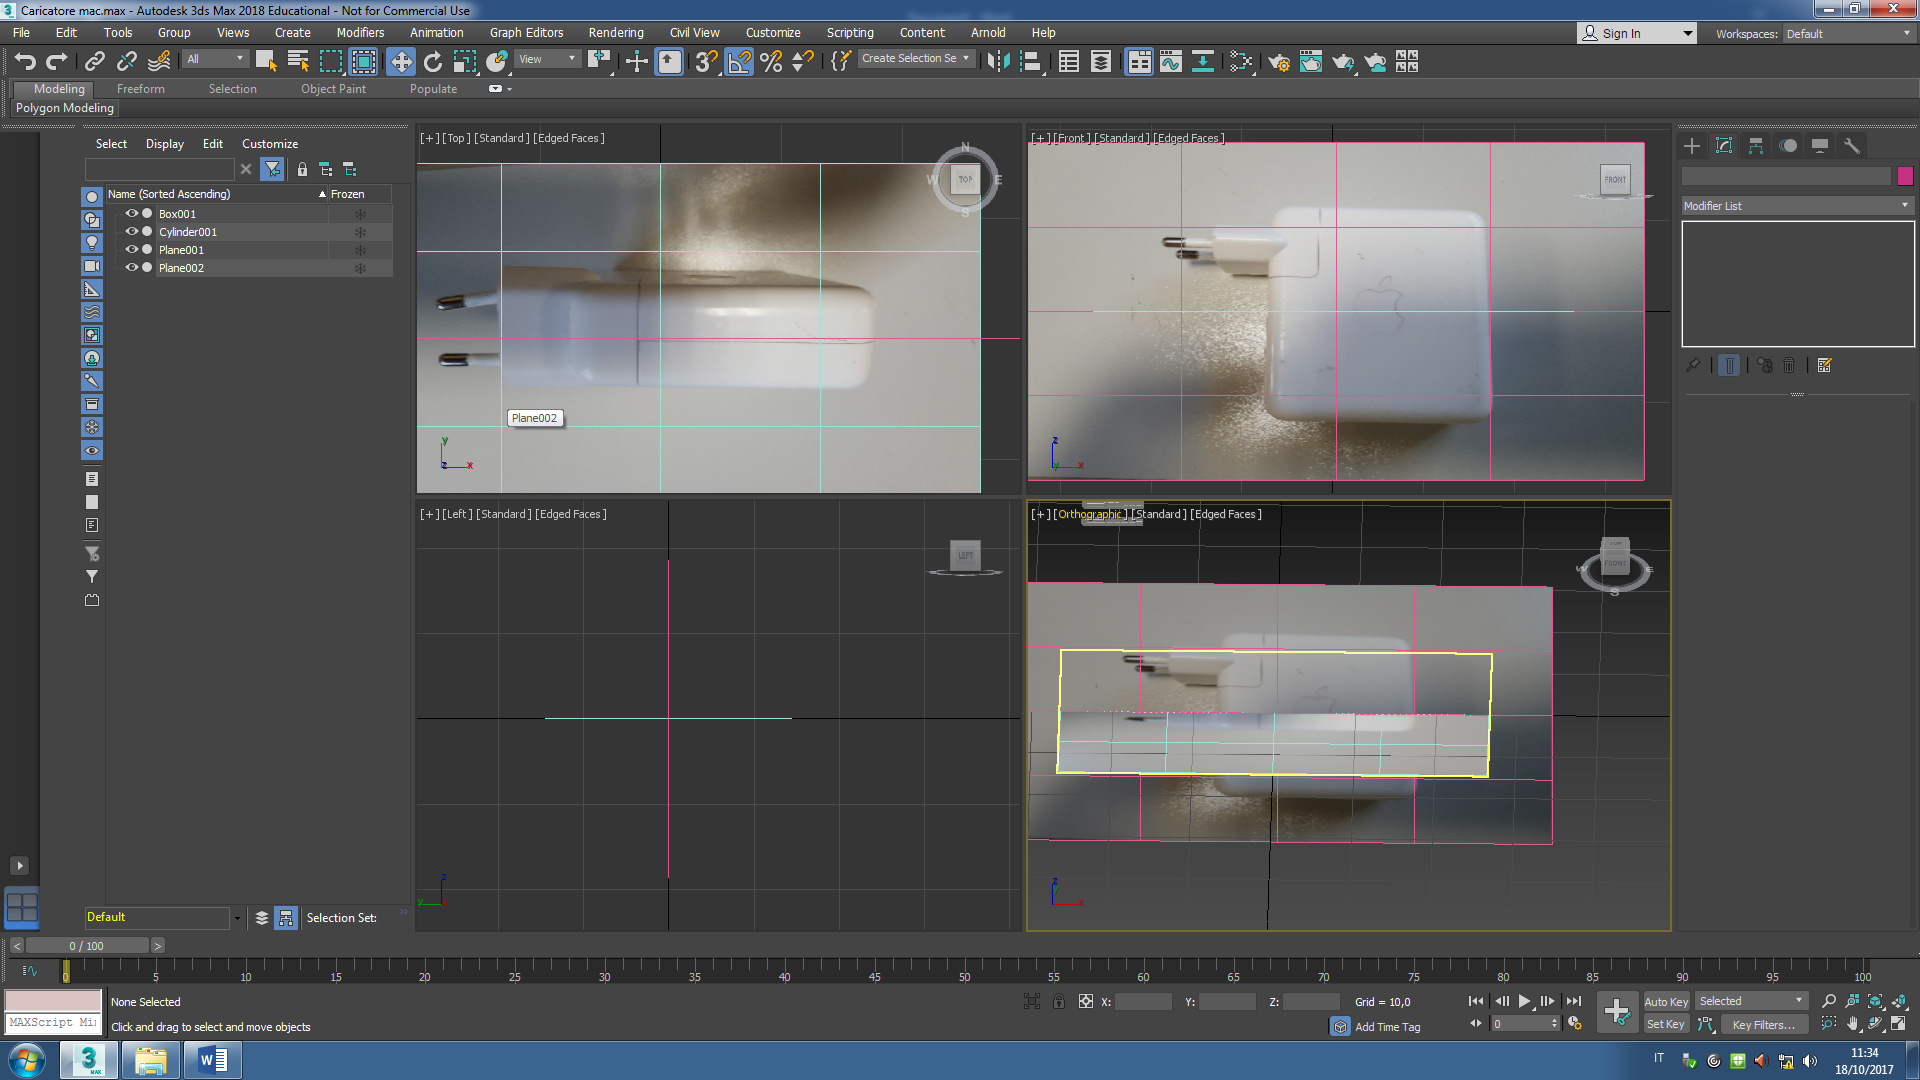 Caricatore mac.max - Autodesk 3ds Max 2018 Educational - Not for Commercial Use
File Edit Tools Group Views Create Modifiers Animation Graph Editors Rendering Civil View Customize Scripting Content Arnold Help
Sign In Workspaces: Default
All View Create Selection Se
Modeling Freeform Selection Object Paint Populate
Polygon Modeling
Select Display Edit Customize
Name (Sorted Ascending) Frozen
Box001
Cylinder001
Plane001
Plane002
[+][Top][Standard][Edged Faces]
N
W TOP E
S
Plane002
y
z x
[+][Front][Standard][Edged Faces]
FRONT
z
y x
[+][Left][Standard][Edged Faces]
LEFT
z
y
[+][Orthographic][Standard][Edged Faces]
FRONT
W E
S
z
x
Modifier List
Default Selection Set:
< 0 / 100 >
0 5 10 15 20 25 30 35 40 45 50 55 60 65 70 75 80 85 90 95 100
None Selected X: Y: Z: Grid = 10,0 Auto Key Selected
MAXScript Mi Click and drag to select and move objects Add Time Tag 0 Set Key Key Filters...
3 MAX
W
IT 11:34
18/10/2017